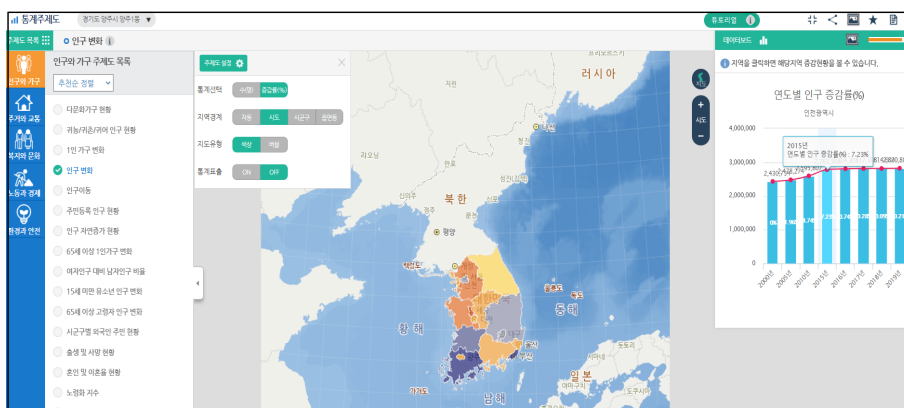 통계주제도
경기도 양주시 양주1동 ▼
튜토리얼
주제도 목록
인구 변화
데이터보드
인구와 가구
주거와 교통
복지와 문화
노동과 경제
환경과 안전
인구와 가구 주제도 목록
추천순 정렬
다문화가구 현황
귀농/귀촌/귀어 인구 현황
1인 가구 변화
인구 변화
인구이동
주민등록 인구 현황
인구 자연증가 현황
65세 이상 1인가구 변화
여자인구 대비 남자인구 비율
15세 미만 유소년 인구 변화
65세 이상 고령자 인구 변화
시군구별 외국인 주민 현황
출생 및 사망 현황
혼인 및 이혼율 현황
노령화 지수
주제도 설정
통계선택
수(명)
증감률(%)
지역경계
자동
시도
시군구
읍면동
지도유형
색상
버블
통계표출
ON
OFF
러시아
북한
평양
백령도
울릉도
독도
동해
황해
울산
부산
일본
가거도
남해
시도
지역을 클릭하면 해당지역 증감현황을 볼 수 있습니다.
연도별 인구 증감률(%)
인천광역시
4,000,000
3,000,000
2,000,000
1,000,000
0
2015년
연도별 인구 증감률(%) : 7.23%
2000년
2005년
2010년
2015년
2016년
2017년
2018년
2019년